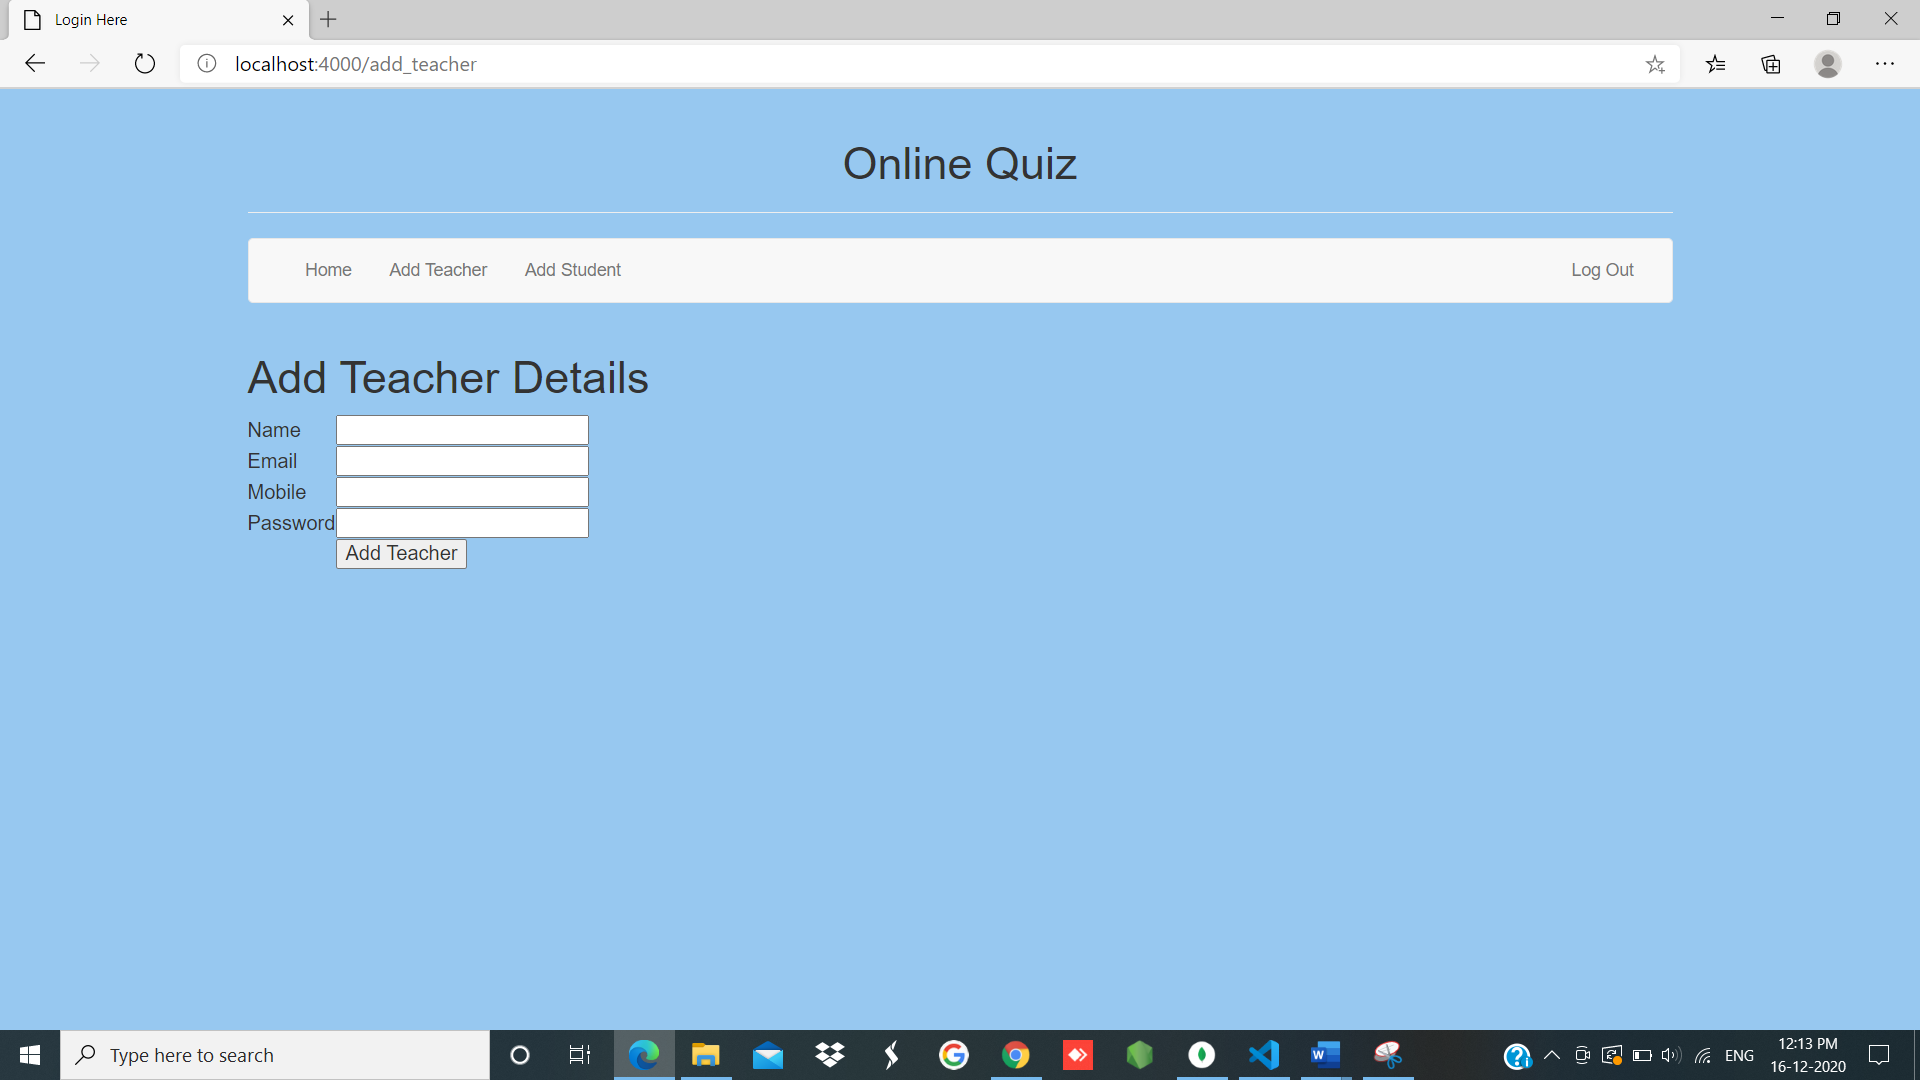 Login Here
localhost:4000/add_teacher
Online Quiz
Home Add Teacher Add Student Log Out
Add Teacher Details
Name
Email
Mobile
Password
Add Teacher
Type here to search
W
ENG
12:13 PM
16-12-2020